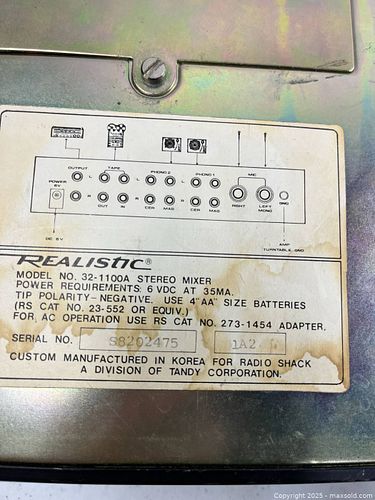 OUTPUT L TAPE L PHONO 2 L PHONO 1 MIC
POWER 6V
R R R RIGHT LEFT MONO GND
OUT IN CER MAG CER MAG
DC 6V AMP TURNTABLE, GND
REALISTIC®
MODEL NO. 32-1100A STEREO MIXER
POWER REQUIREMENTS: 6 VDC AT 35MA.
TIP POLARITY-NEGATIVE. USE 4"AA" SIZE BATTERIES
(RS CAT NO. 23-552 OR EQUIV.)
FOR AC OPERATION USE RS CAT NO. 273-1454 ADAPTER.
SERIAL NO. S8202475 1A2
CUSTOM MANUFACTURED IN KOREA FOR RADIO SHACK
A DIVISION OF TANDY CORPORATION.
Copyright © 2025 - maxsold.com